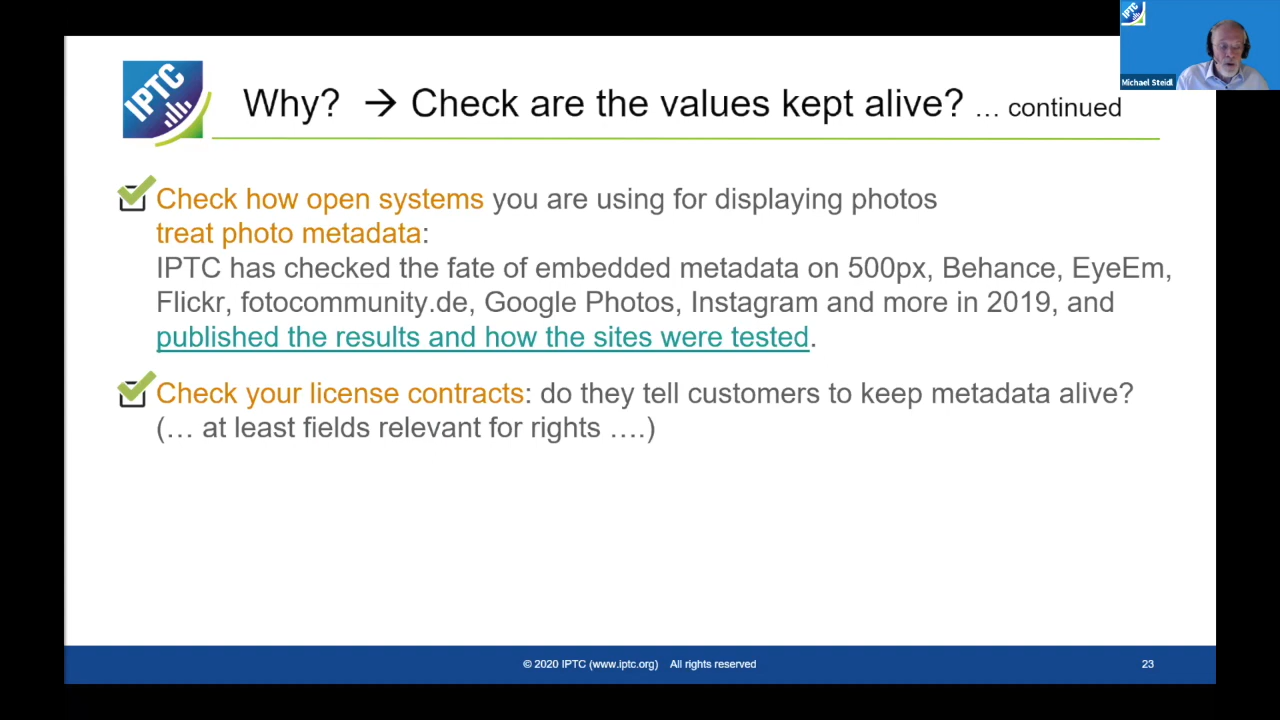 IPTC
Why? → Check are the values kept alive? … continued
Michael Steidl
Check how open systems you are using for displaying photos
treat photo metadata:
IPTC has checked the fate of embedded metadata on 500px, Behance, EyeEm,
Flickr, fotocommunity.de, Google Photos, Instagram and more in 2019, and
published the results and how the sites were tested.
Check your license contracts: do they tell customers to keep metadata alive?
(… at least fields relevant for rights ….)
© 2020 IPTC (www.iptc.org) All rights reserved
23